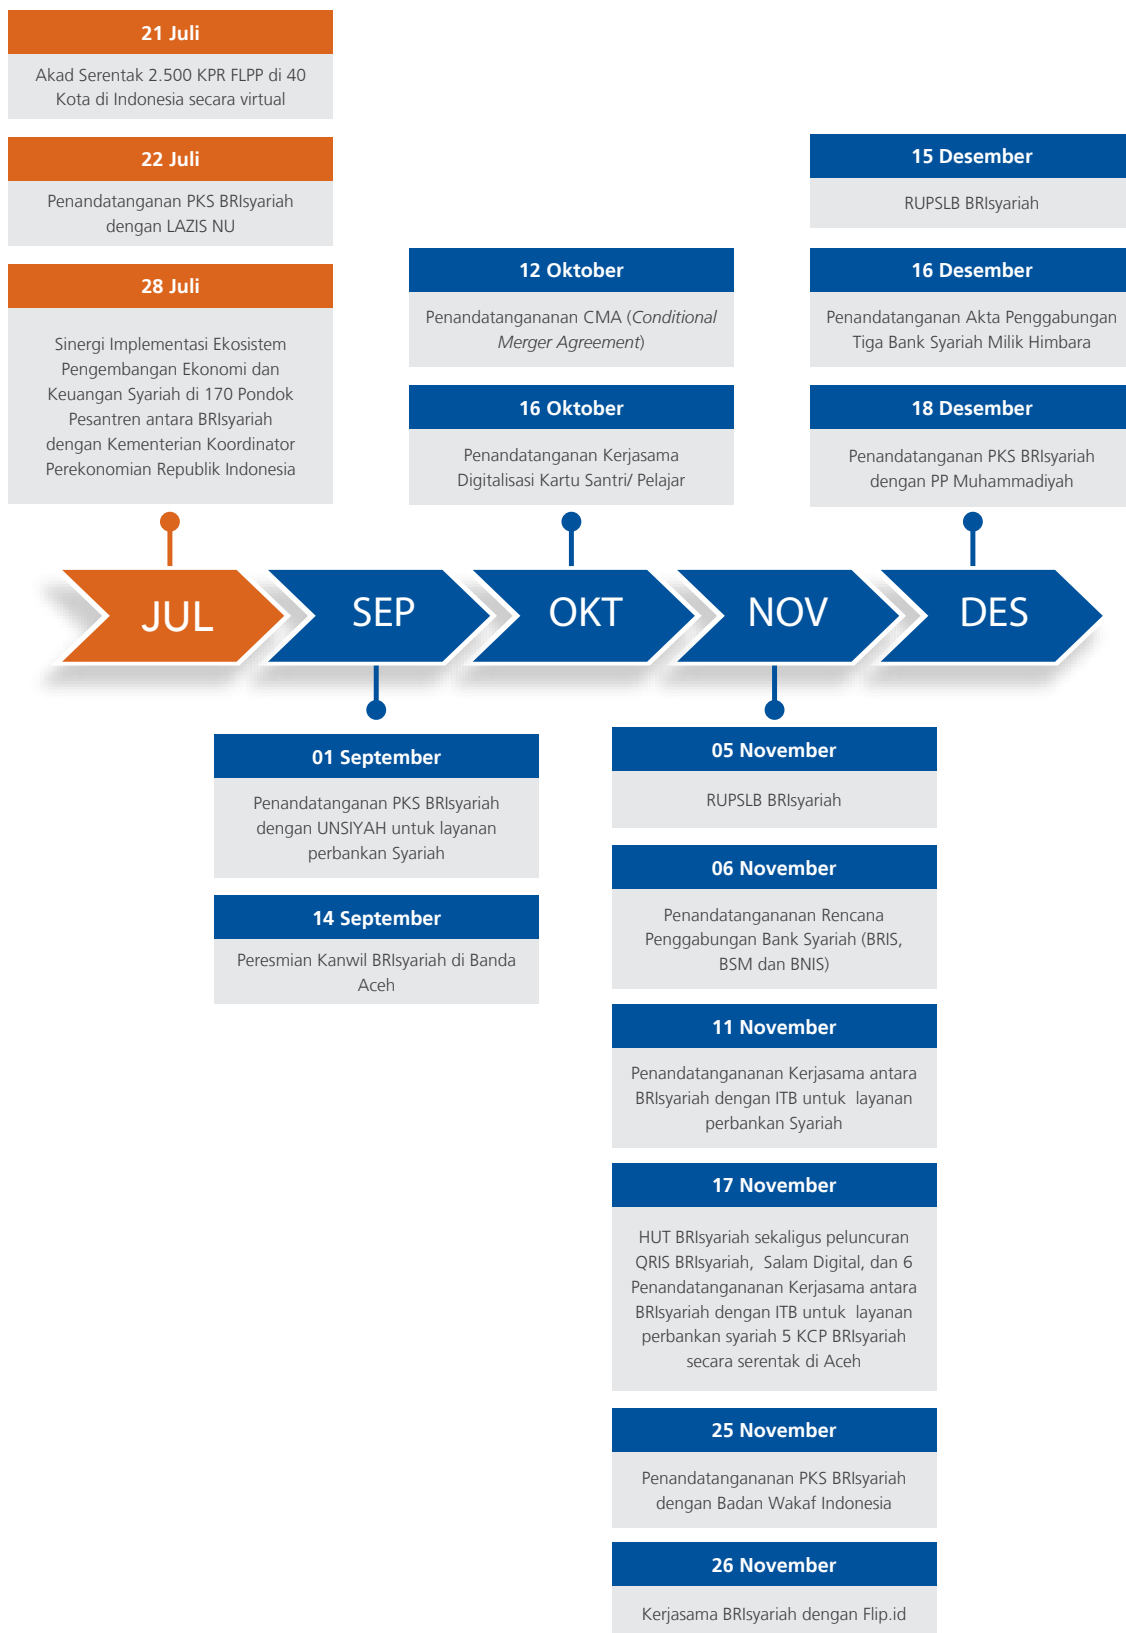 21 Juli
Akad Serentak 2.500 KPR FLPP di 40
Kota di Indonesia secara virtual
22 Juli
Penandatanganan PKS BRIsyariah
dengan LAZIS NU
28 Juli
Sinergi Implementasi Ekosistem
Pengembangan Ekonomi dan
Keuangan Syariah di 170 Pondok
Pesantren antara BRIsyariah
dengan Kementerian Koordinator
Perekonomian Republik Indonesia
12 Oktober
Penandatangananan CMA (Conditional
Merger Agreement)
16 Oktober
Penandatanganan Kerjasama
Digitalisasi Kartu Santri/ Pelajar
15 Desember
RUPSLB BRIsyariah
16 Desember
Penandatanganan Akta Penggabungan
Tiga Bank Syariah Milik Himbara
18 Desember
Penandatanganan PKS BRIsyariah
dengan PP Muhammadiyah
JUL
SEP
OKT
NOV
DES
01 September
Penandatanganan PKS BRIsyariah
dengan UNSIYAH untuk layanan
perbankan Syariah
14 September
Peresmian Kanwil BRIsyariah di Banda
Aceh
05 November
RUPSLB BRIsyariah
06 November
Penandatangananan Rencana
Penggabungan Bank Syariah (BRIS,
BSM dan BNIS)
11 November
Penandatangananan Kerjasama antara
BRIsyariah dengan ITB untuk layanan
perbankan Syariah
17 November
HUT BRIsyariah sekaligus peluncuran
QRIS BRIsyariah, Salam Digital, dan 6
Penandatangananan Kerjasama antara
BRIsyariah dengan ITB untuk layanan
perbankan syariah 5 KCP BRIsyariah
secara serentak di Aceh
25 November
Penandatangananan PKS BRIsyariah
dengan Badan Wakaf Indonesia
26 November
Kerjasama BRIsyariah dengan Flip.id